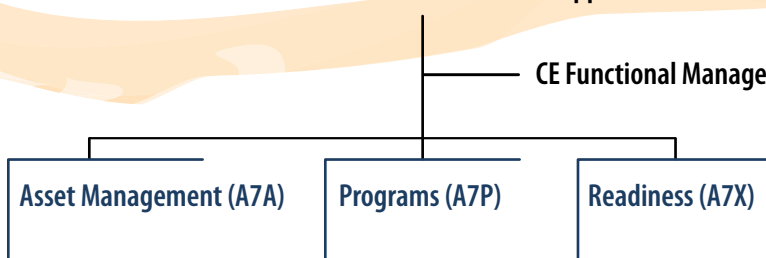 CE Functional Manage
Asset Management (A7A)
Programs (A7P)
Readiness (A7X)